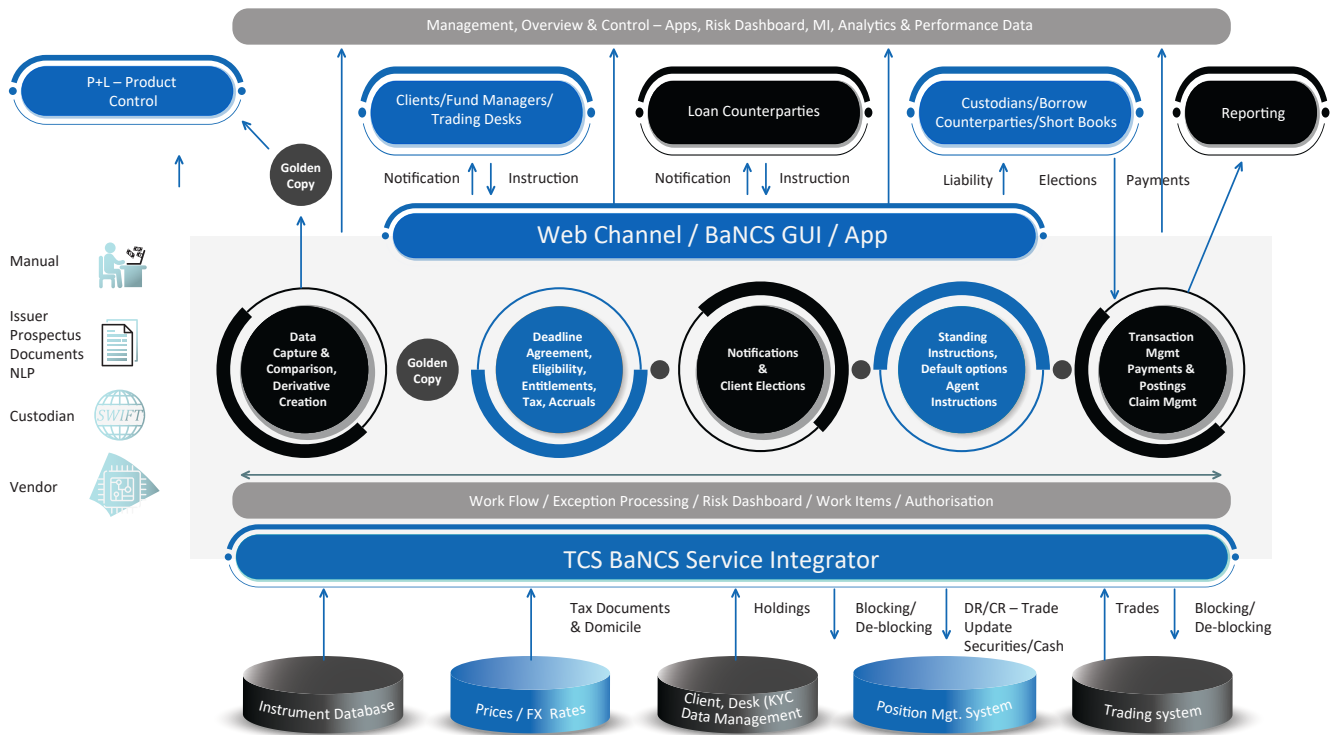 Management, Overview & Control – Apps, Risk Dashboard, MI, Analytics & Performance Data
P+L – Product
Control
Clients/Fund Managers/
Trading Desks
Loan Counterparties
Custodians/Borrow
Counterparties/Short Books
Reporting
Golden
Copy
Notification
Instruction
Notification
Instruction
Liability
Elections
Payments
Web Channel / BaNCS GUI / App
Manual
Issuer
Prospectus
Documents
NLP
Custodian
SWIFT
Vendor
Data
Capture &
Comparison,
Derivative
Creation
Golden
Copy
Deadline
Agreement,
Eligibility,
Entitlements,
Tax, Accruals
Notifications
&
Client Elections
Standing
Instructions,
Default options
Agent
Instructions
Transaction
Mgmt
Payments &
Postings
Claim Mgmt
Work Flow / Exception Processing / Risk Dashboard / Work Items / Authorisation
TCS BaNCS Service Integrator
Tax Documents
& Domicile
Holdings
Blocking/
De-blocking
DR/CR – Trade
Update
Securities/Cash
Trades
Blocking/
De-blocking
Instrument Database
Prices / FX Rates
Client, Desk (KYC
Data Management
Position Mgt. System
Trading system